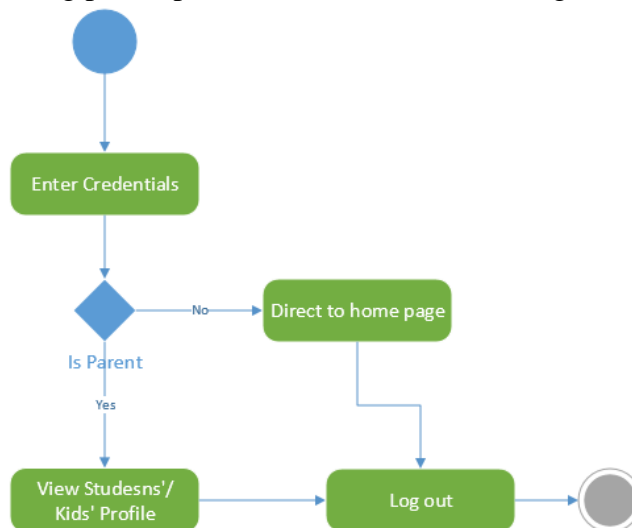 Enter Credentials
No
Direct to home page
Is Parent
Yes
View Studesns'/
Kids' Profile
Log out